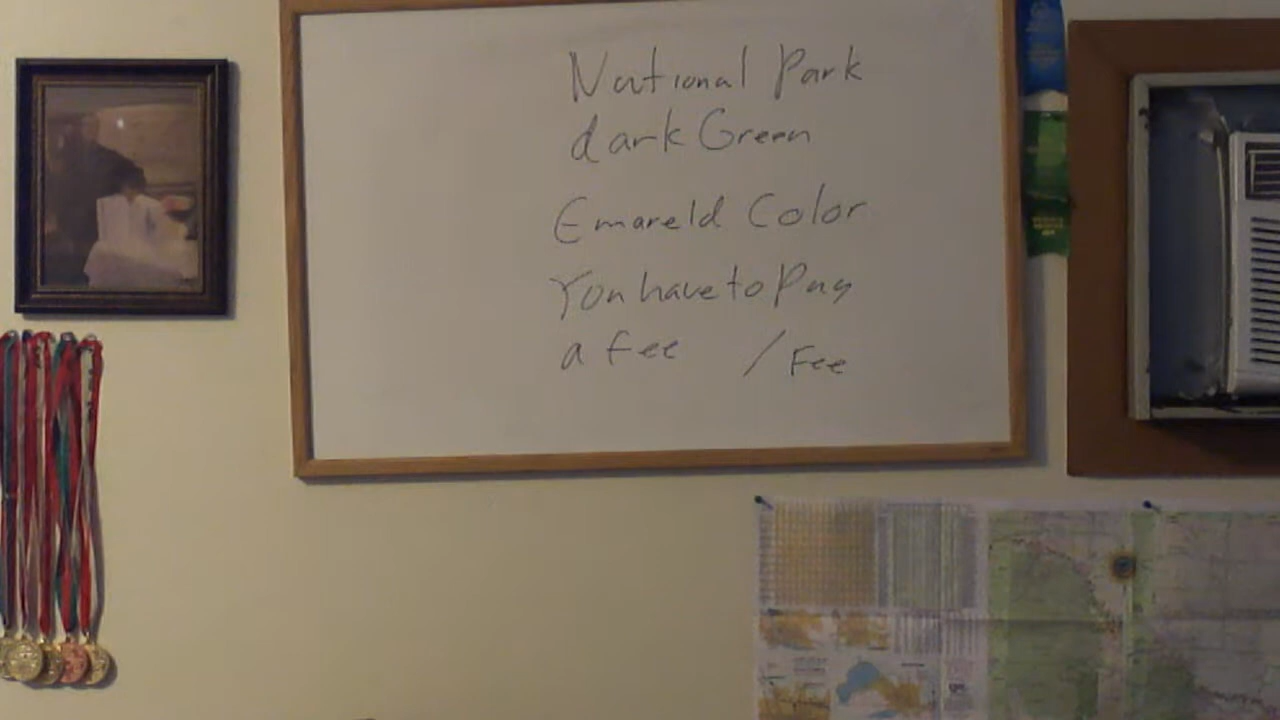 National Park
dark Green
Emareld Color
You have to Pay
a fee / Fee